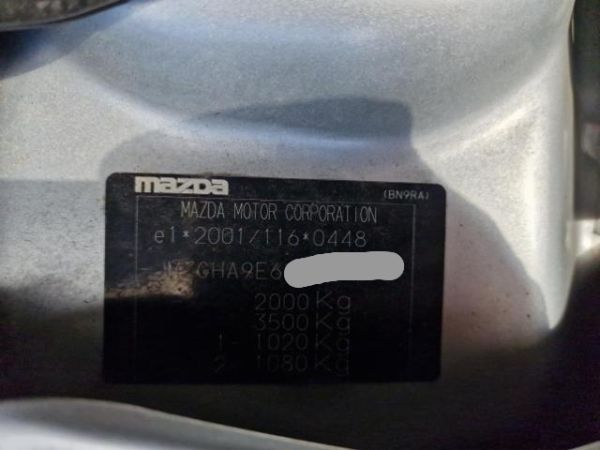 mazda
(BN9RA)
MAZDA MOTOR CORPORATION
e1*2001/116*0448
JMZGHA9E6
2000 Kg
3500 Kg
1 - 1020 Kg
2 - 1080 Kg